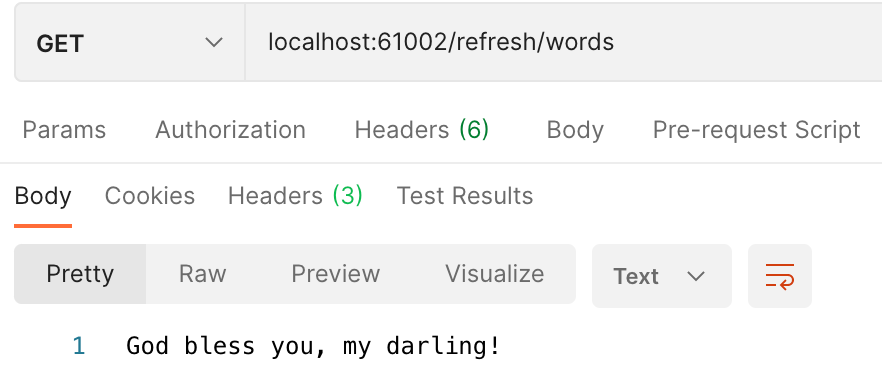 GET localhost:61002/refresh/words
Params Authorization Headers (6) Body Pre-request Script
Body Cookies Headers (3) Test Results
Pretty Raw Preview Visualize Text
1 God bless you, my darling!